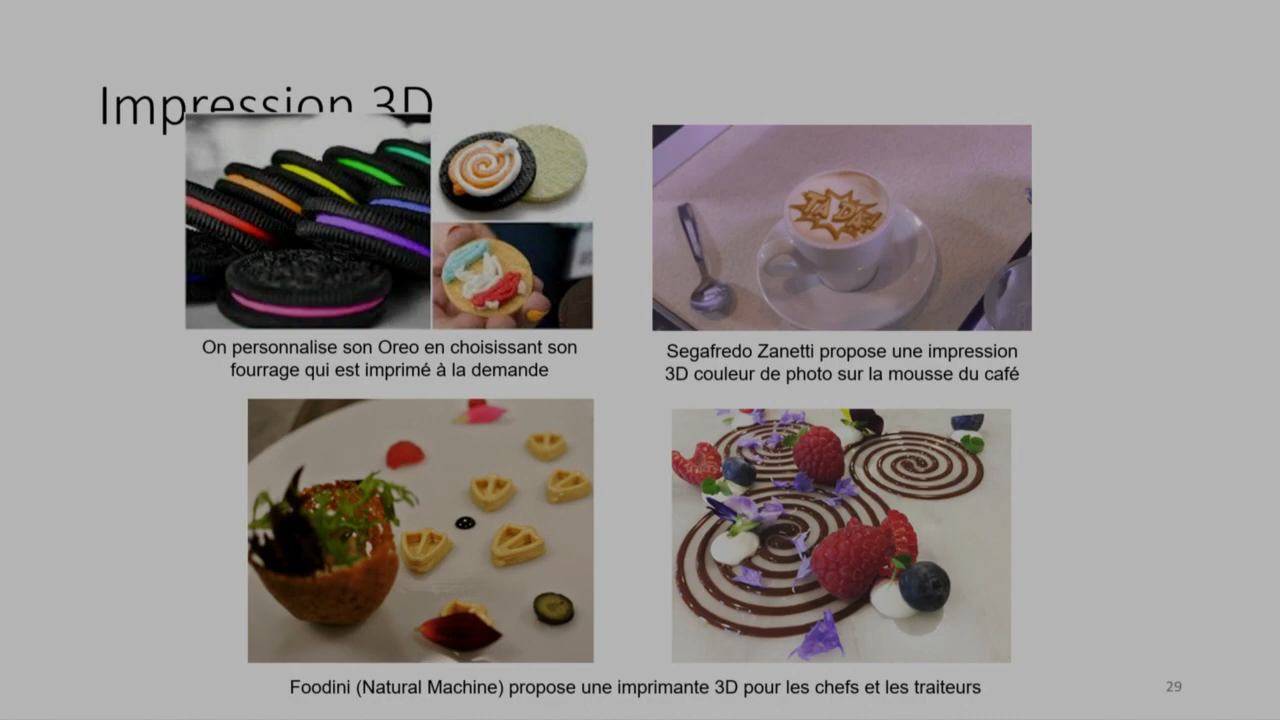 Impression 3D
On personnalise son Oreo en choisissant son
fourrage qui est imprimé à la demande
TA DA!
Segafredo Zanetti propose une impression
3D couleur de photo sur la mousse du café
Foodini (Natural Machine) propose une imprimante 3D pour les chefs et les traiteurs
29